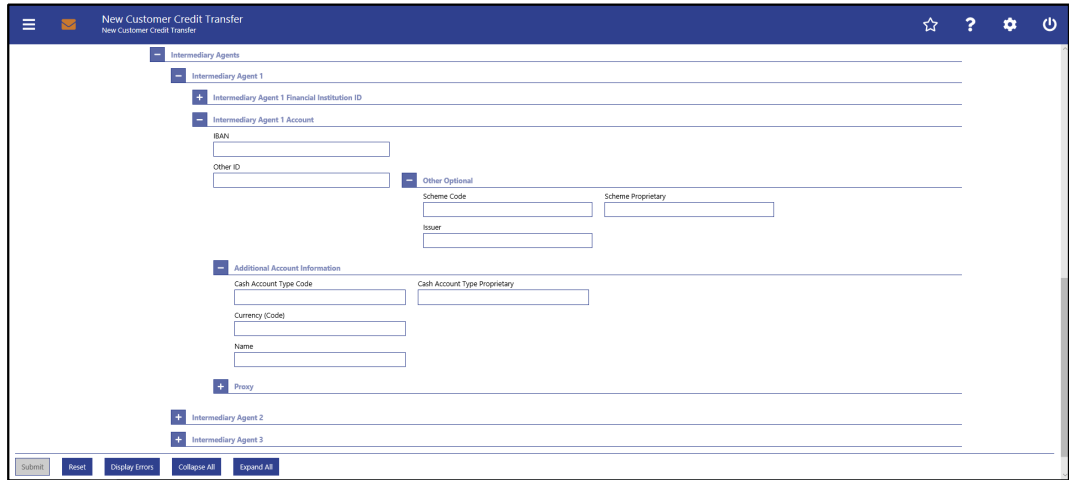 New Customer Credit Transfer
New Customer Credit Transfer
Intermediary Agents
Intermediary Agent 1
Intermediary Agent 1 Financial Institution ID
Intermediary Agent 1 Account
IBAN
Other ID
Other Optional
Scheme Code Scheme Proprietary
Issuer
Additional Account Information
Cash Account Type Code Cash Account Type Proprietary
Currency (Code)
Name
Proxy
Intermediary Agent 2
Intermediary Agent 3
Submit Reset Display Errors Collapse All Expand All